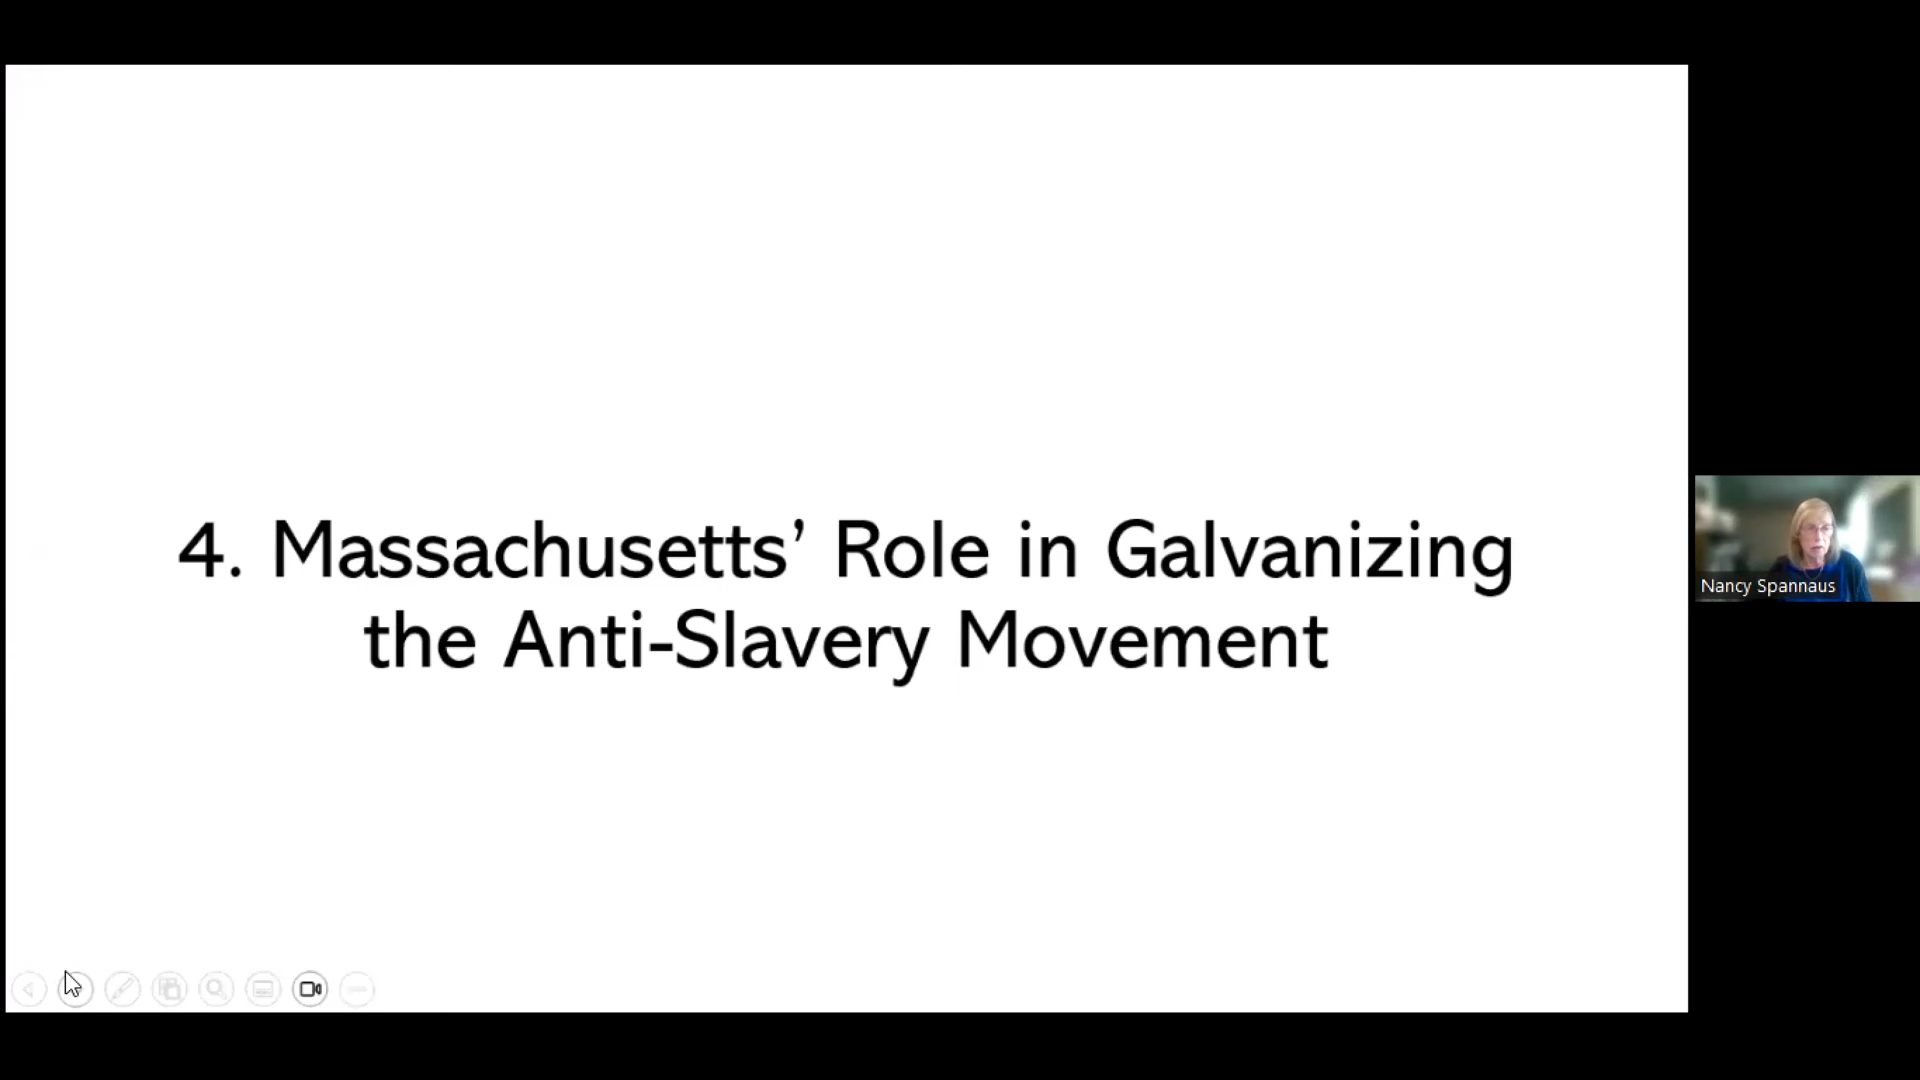 4. Massachusetts’ Role in Galvanizing
the Anti-Slavery Movement
Nancy Spannaus